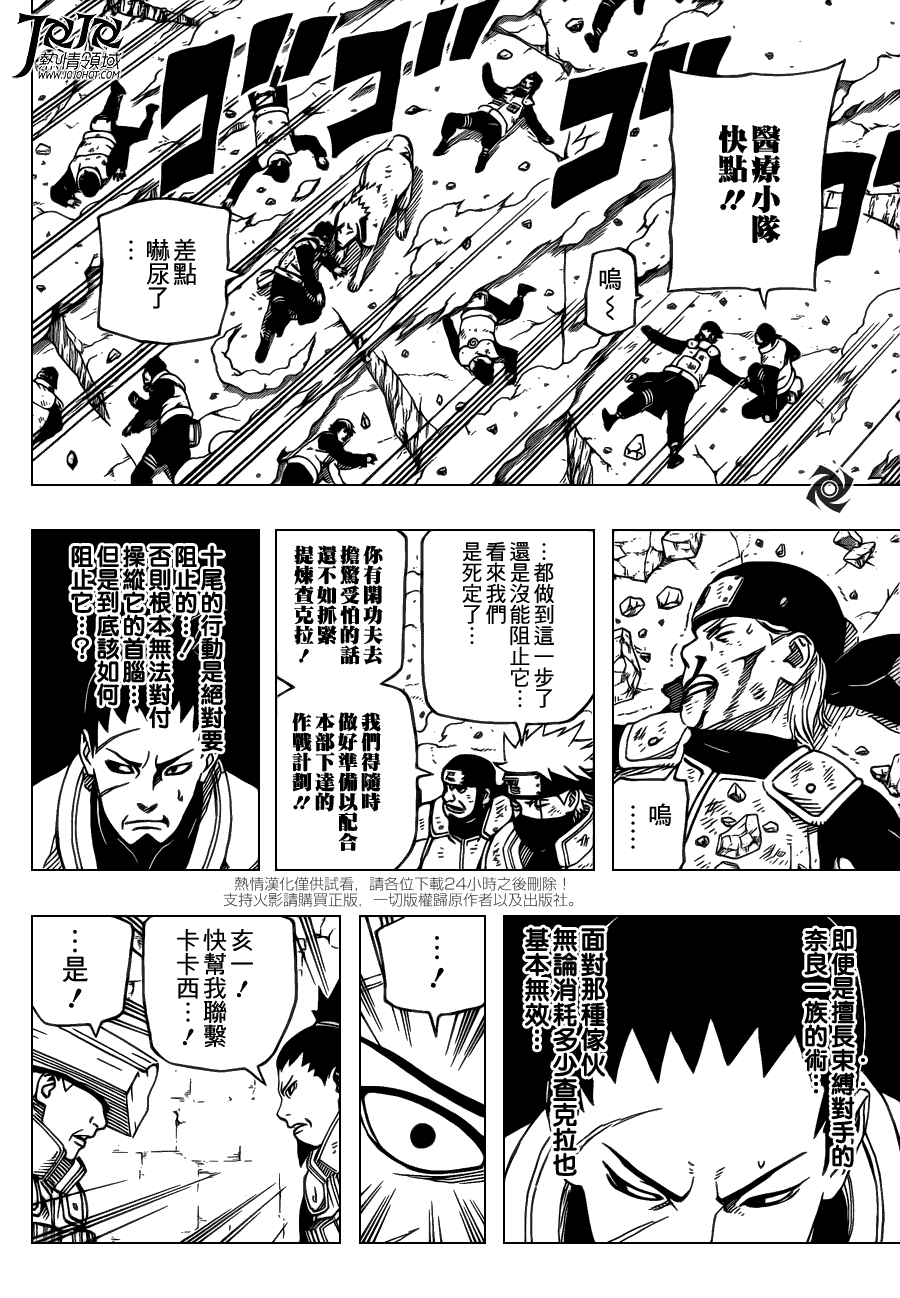 JOJO
熱情領域
WWW.JOJOHOT.COM
ゴゴゴゴ
醫療小隊
快點!!
嗚～
差點
嚇尿了
…
……
嗚
…都做到這一步了
還是沒能阻止它…
看來我們
是死定了…
你有閑功夫去
擔驚受怕的話
還不如抓緊
提煉查克拉！
我們得隨時
做好準備以配合
本部下達的
作戰計劃!!
十尾的行動是絕對要
阻止的…！
否則根本無法對付
操縱它的首腦…
但是到底該如何
阻止它…？
熱情漢化僅供試看，請各位下載24小時之後刪除！
支持火影請購買正版，一切版權歸原作者以及出版社。
即便是擅長束縛對手的
奈良一族的術…
面對那種傢伙
無論消耗多少查克拉也
基本無效…
…！
亥一！
快幫我聯繫
卡卡西…！
…是！